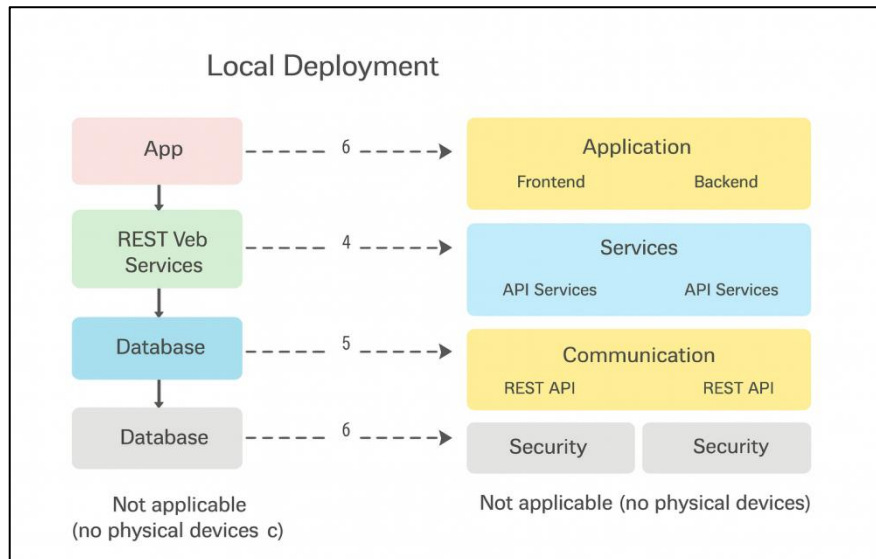 Local Deployment
App
6
Application
Frontend Backend
REST Veb
Services
4
Services
API Services API Services
Database
5
Communication
REST API REST API
Database
6
Security Security
Not applicable
(no physical devices c)
Not applicable (no physical devices)